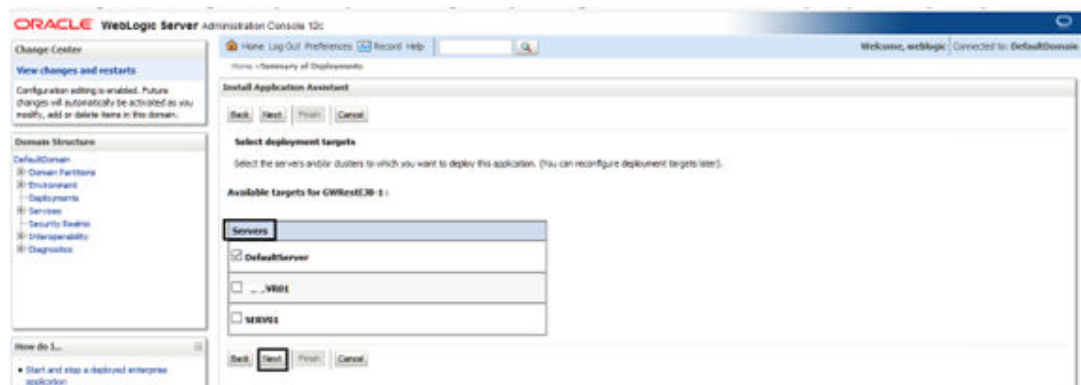 ORACLE WebLogic Server Administration Console 12c
Change Center
View changes and restarts
Configuration editing is enabled. Future
changes will automatically be activated as you
modify, add or delete items in this domain.
Domain Structure
DefaultDomain
Domain Partitions
Environment
Deployments
Services
Security Realms
Interoperability
Diagnostics
How do I...
Start and stop a deployed enterprise
application
Home Log Out Preferences Record Help
Welcome, weblogic Connected to: DefaultDomain
Home >Summary of Deployments
Install Application Assistant
Back Next Finish Cancel
Select deployment targets
Select the servers and/or clusters to which you want to deploy this application. (You can reconfigure deployment targets later).
Available targets for GWRestEJB-1 :
Servers
DefaultServer
SERVG1
Back Next Finish Cancel